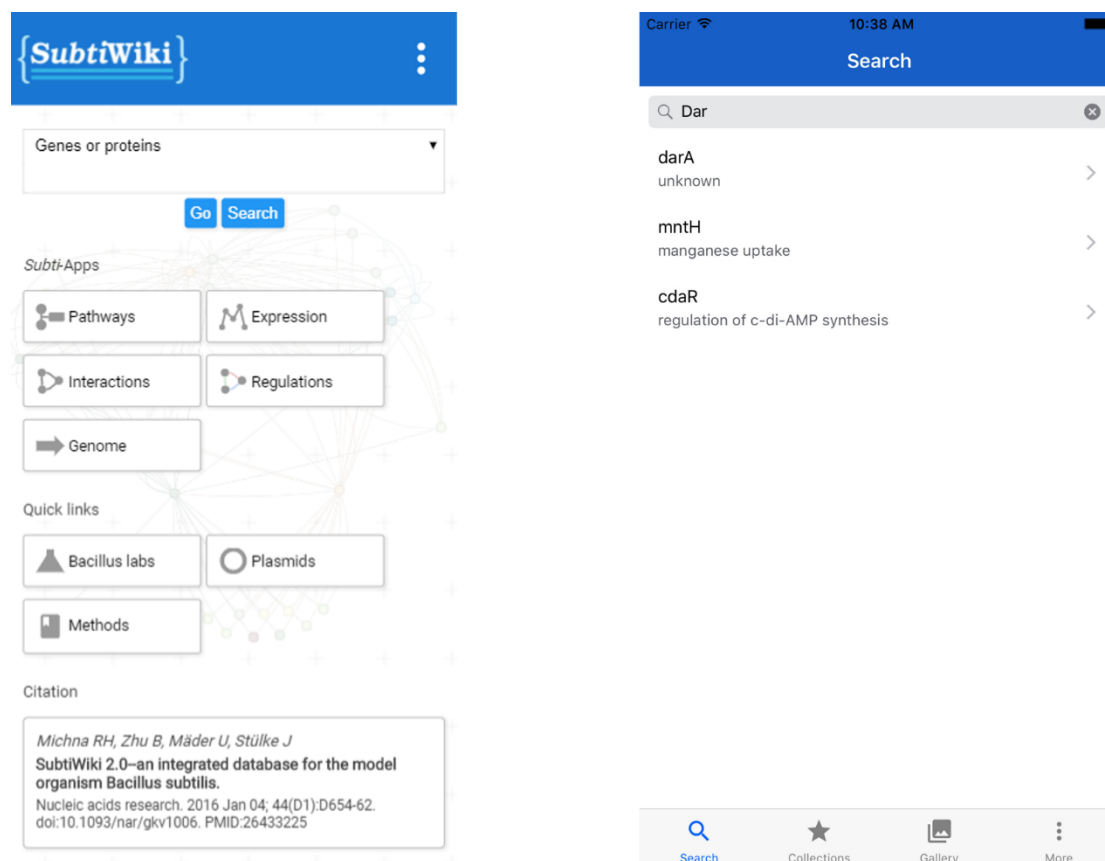 {SubtiWiki}
Genes or proteins
Go Search
Subti-Apps
Pathways
Expression
Interactions
Regulations
Genome
Quick links
Bacillus labs
Plasmids
Methods
Citation
Michna RH, Zhu B, Mäder U, Stülke J
SubtiWiki 2.0–an integrated database for the model
organism Bacillus subtilis.
Nucleic acids research. 2016 Jan 04; 44(D1):D654-62.
doi:10.1093/nar/gkv1006. PMID:26433225
Carrier 10:38 AM
Search
Dar
darA
unknown
mntH
manganese uptake
cdaR
regulation of c-di-AMP synthesis
Search Collections Gallery More